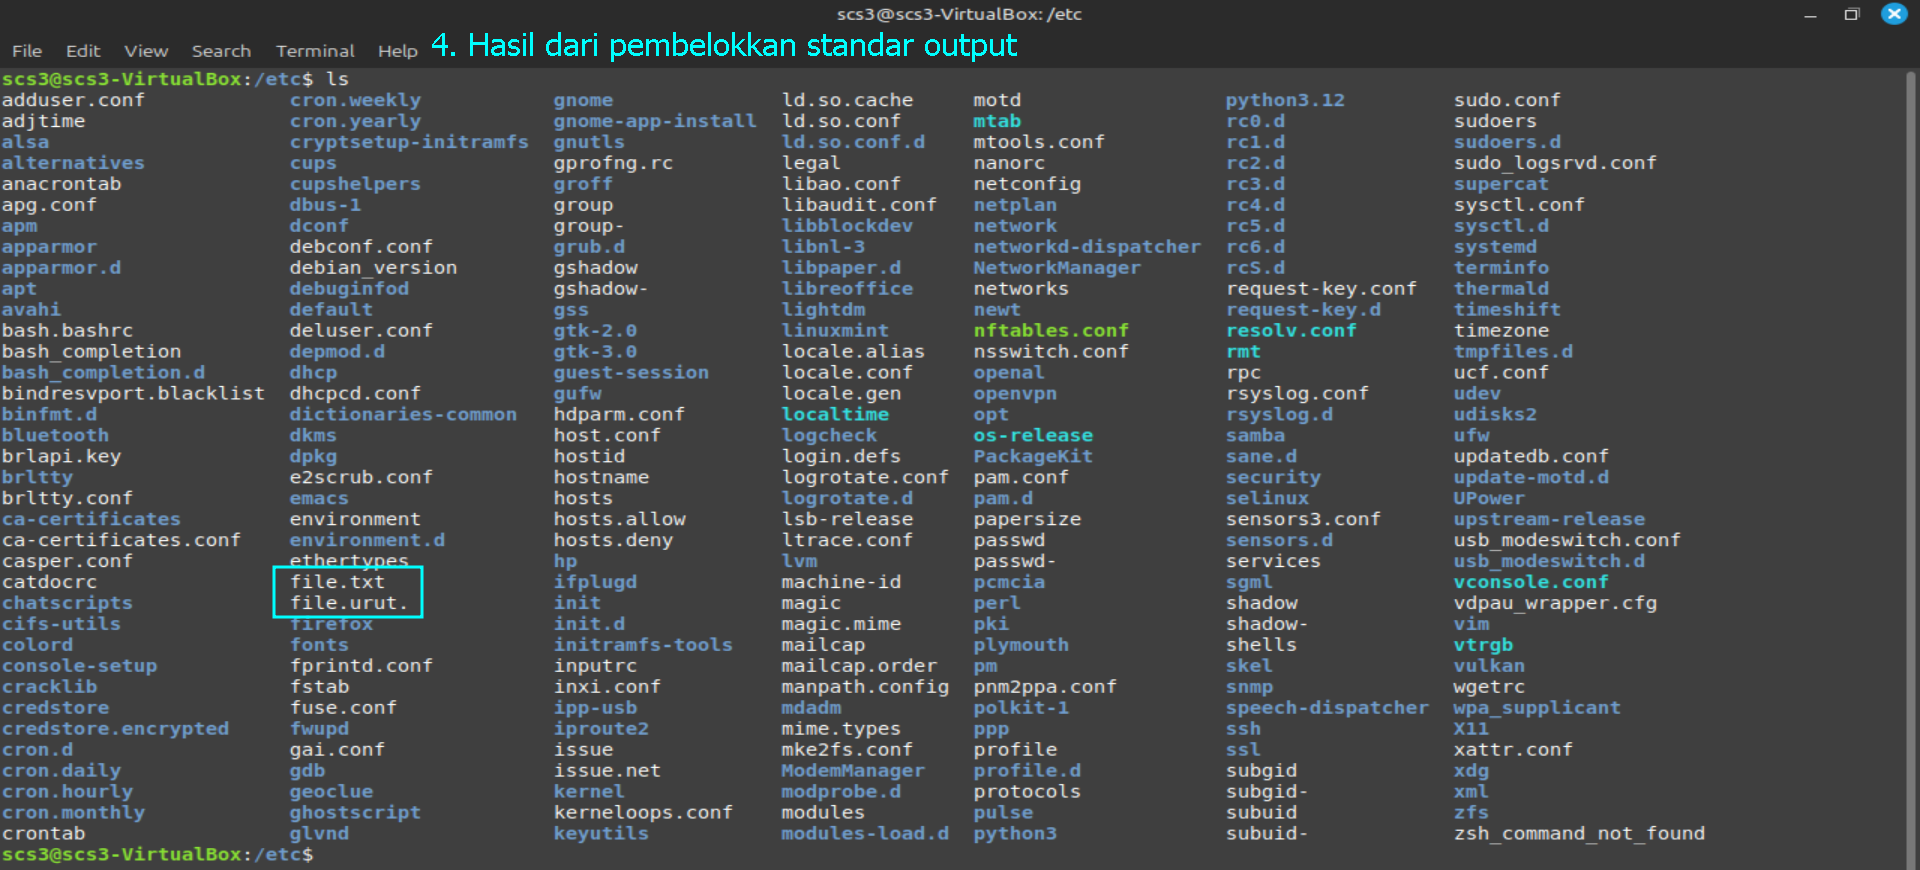 scs3@scs3-VirtualBox: /etc
File Edit View Search Terminal Help 4. Hasil dari pembelokkan standar output
scs3@scs3-VirtualBox:/etc$ ls
adduser.conf cron.weekly gnome ld.so.cache motd python3.12 sudo.conf
adjtime cron.yearly gnome-app-install ld.so.conf mtab rc0.d sudoers
alsa cryptsetup-initramfs gnutls ld.so.conf.d mtools.conf rc1.d sudoers.d
alternatives cups gprofng.rc legal nanorc rc2.d sudo_logsrvd.conf
anacrontab cupshelpers groff libao.conf netconfig rc3.d supercat
apg.conf dbus-1 group libaudit.conf netplan rc4.d sysctl.conf
apm dconf group- libblockdev network rc5.d sysctl.d
apparmor debconf.conf grub.d libnl-3 networkd-dispatcher rc6.d systemd
apparmor.d debian_version gshadow libpaper.d NetworkManager rcS.d terminfo
apt debuginfod gshadow- libreoffice networks request-key.conf thermald
avahi default gss lightdm newt request-key.d timeshift
bash.bashrc deluser.conf gtk-2.0 linuxmint nftables.conf resolv.conf timezone
bash_completion depmod.d gtk-3.0 locale.alias nsswitch.conf rmt tmpfiles.d
bash_completion.d dhcp guest-session locale.conf openal rpc ucf.conf
bindresvport.blacklist dhcpcd.conf gufw locale.gen openvpn rsyslog.conf udev
binfmt.d dictionaries-common hdparm.conf localtime opt rsyslog.d udisks2
bluetooth dkms host.conf logcheck os-release samba ufw
brlapi.key dpkg hostid login.defs PackageKit sane.d updatedb.conf
brltty e2scrub.conf hostname logrotate.conf pam.conf security update-motd.d
brltty.conf emacs hosts logrotate.d pam.d selinux UPower
ca-certificates environment hosts.allow lsb-release papersize sensors3.conf upstream-release
ca-certificates.conf environment.d hosts.deny ltrace.conf passwd sensors.d usb_modeswitch.conf
casper.conf ethertypes hp lvm passwd- services usb_modeswitch.d
catdocrc file.txt ifplugd machine-id pcmcia sgml vconsole.conf
chatscripts file.urut. init magic perl shadow vdpau_wrapper.cfg
cifs-utils firefox init.d magic.mime pki shadow- vim
colord fonts initramfs-tools mailcap plymouth shells vtrgb
console-setup fprintd.conf inputrc mailcap.order pm skel vulkan
cracklib fstab inxi.conf manpath.config pnm2ppa.conf snmp wgetrc
credstore fuse.conf ipp-usb mdadm polkit-1 speech-dispatcher wpa_supplicant
credstore.encrypted fwupd iproute2 mime.types ppp ssh X11
cron.d gai.conf issue mke2fs.conf profile ssl xattr.conf
cron.daily gdb issue.net ModemManager profile.d subgid xdg
cron.hourly geoclue kernel modprobe.d protocols subgid- xml
cron.monthly ghostscript kerneloops.conf modules pulse subuid zfs
crontab glvnd keyutils modules-load.d python3 subuid- zsh_command_not_found
scs3@scs3-VirtualBox:/etc$